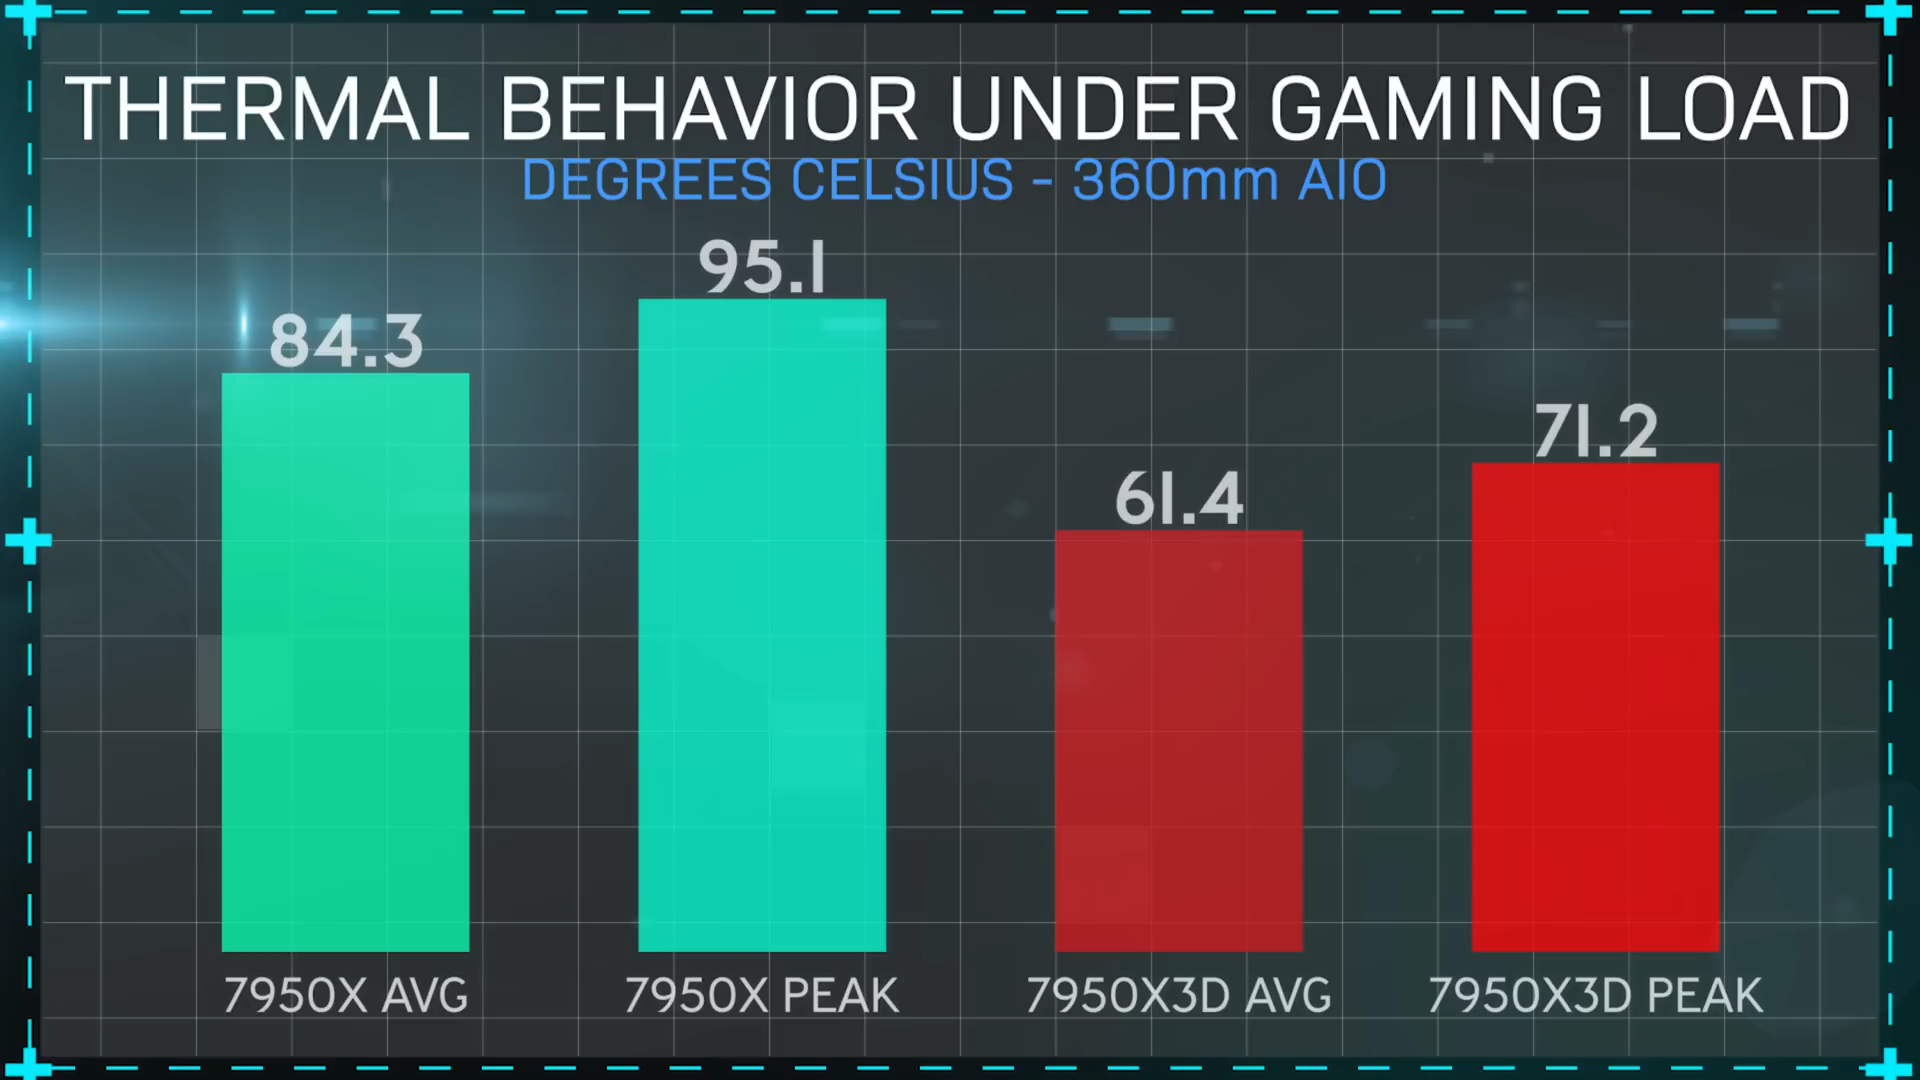 THERMAL BEHAVIOR UNDER GAMING LOAD
DEGREES CELSIUS - 360mm AIO
84.3
95.1
61.4
71.2
7950X AVG
7950X PEAK
7950X3D AVG
7950X3D PEAK